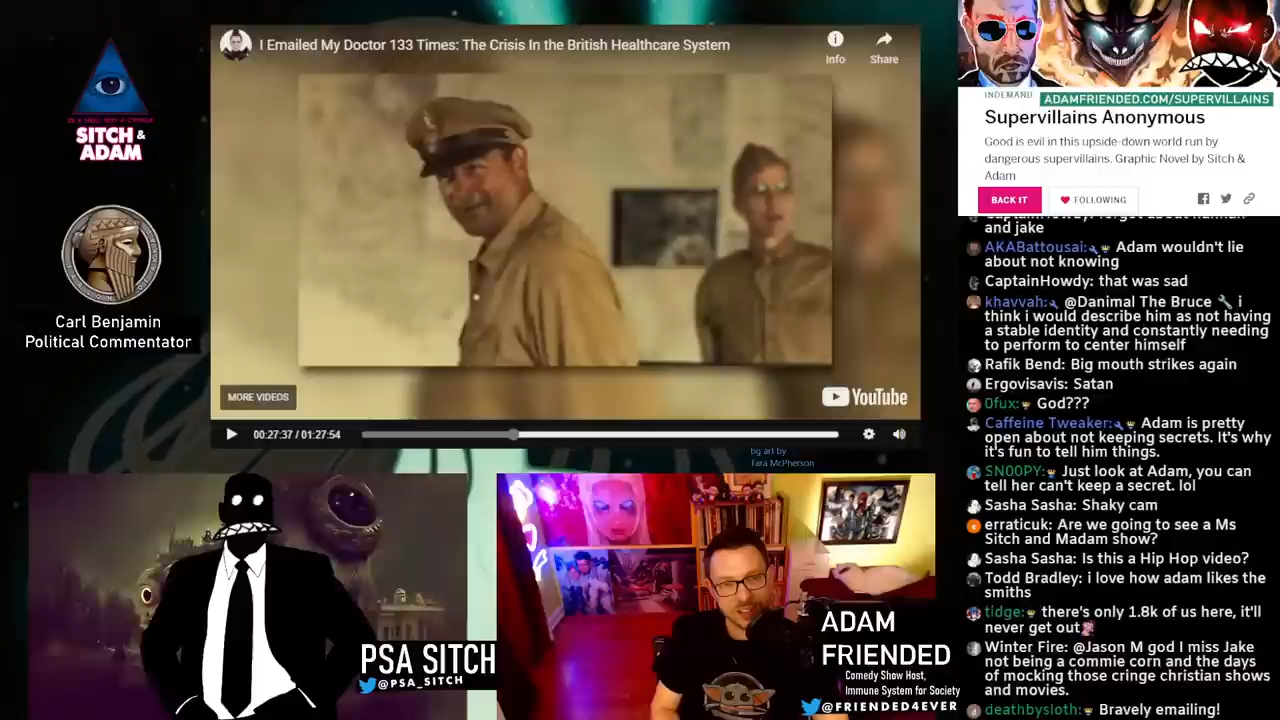 SITCH &
ADAM
Carl Benjamin
Political Commentator
I Emailed My Doctor 133 Times: The Crisis In the British Healthcare System
Info
Share
MORE VIDEOS
YouTube
00:27:37 / 01:27:54
bg art by
Tara McPherson
PSA SITCH
@PSA_SITCH
ADAM
FRIENDED
Comedy Show Host,
Immune System for Society
@FRIENDED4EVER
INDEMAND
ADAMFRIENDED.COM/SUPERVILLAINS
Supervillains Anonymous
Good is evil in this upside-down world run by
dangerous supervillains. Graphic Novel by Sitch &
Adam
BACK IT
FOLLOWING
and jake
AKABattousai: Adam wouldn't lie
about not knowing
CaptainHowdy: that was sad
khavvah: @Danimal The Bruce 🔧 i
think i would describe him as not having
a stable identity and constantly needing
to perform to center himself
Rafik Bend: Big mouth strikes again
Ergovisavis: Satan
0fux: God???
Caffeine Tweaker: Adam is pretty
open about not keeping secrets. It's why
it's fun to tell him things.
SN0OPY: Just look at Adam, you can
tell her can't keep a secret. lol
Sasha Sasha: Shaky cam
erraticuk: Are we going to see a Ms
Sitch and Madam show?
Sasha Sasha: Is this a Hip Hop video?
Todd Bradley: i love how adam likes the
smiths
tidge: there's only 1.8k of us here, it'll
never get out
Winter Fire: @Jason M god I miss Jake
not being a commie corn and the days
of mocking those cringe christian shows
and movies.
deathbysloth: Bravely emailing!